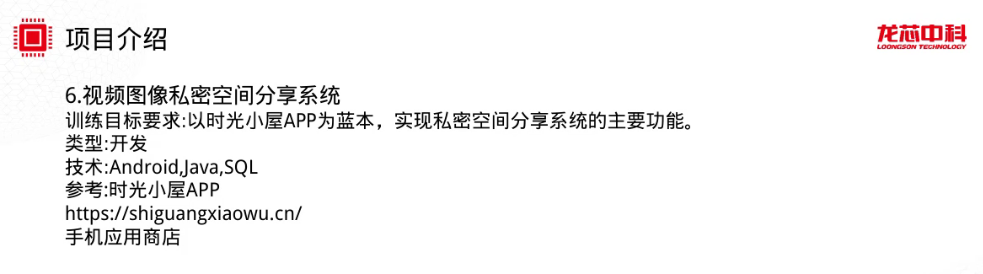 项目介绍
龙芯中科
LOONGSON TECHNOLOGY
6.视频图像私密空间分享系统
训练目标要求:以时光小屋APP为蓝本，实现私密空间分享系统的主要功能。
类型:开发
技术:Android,Java,SQL
参考:时光小屋APP
https://shiguangxiaowu.cn/
手机应用商店